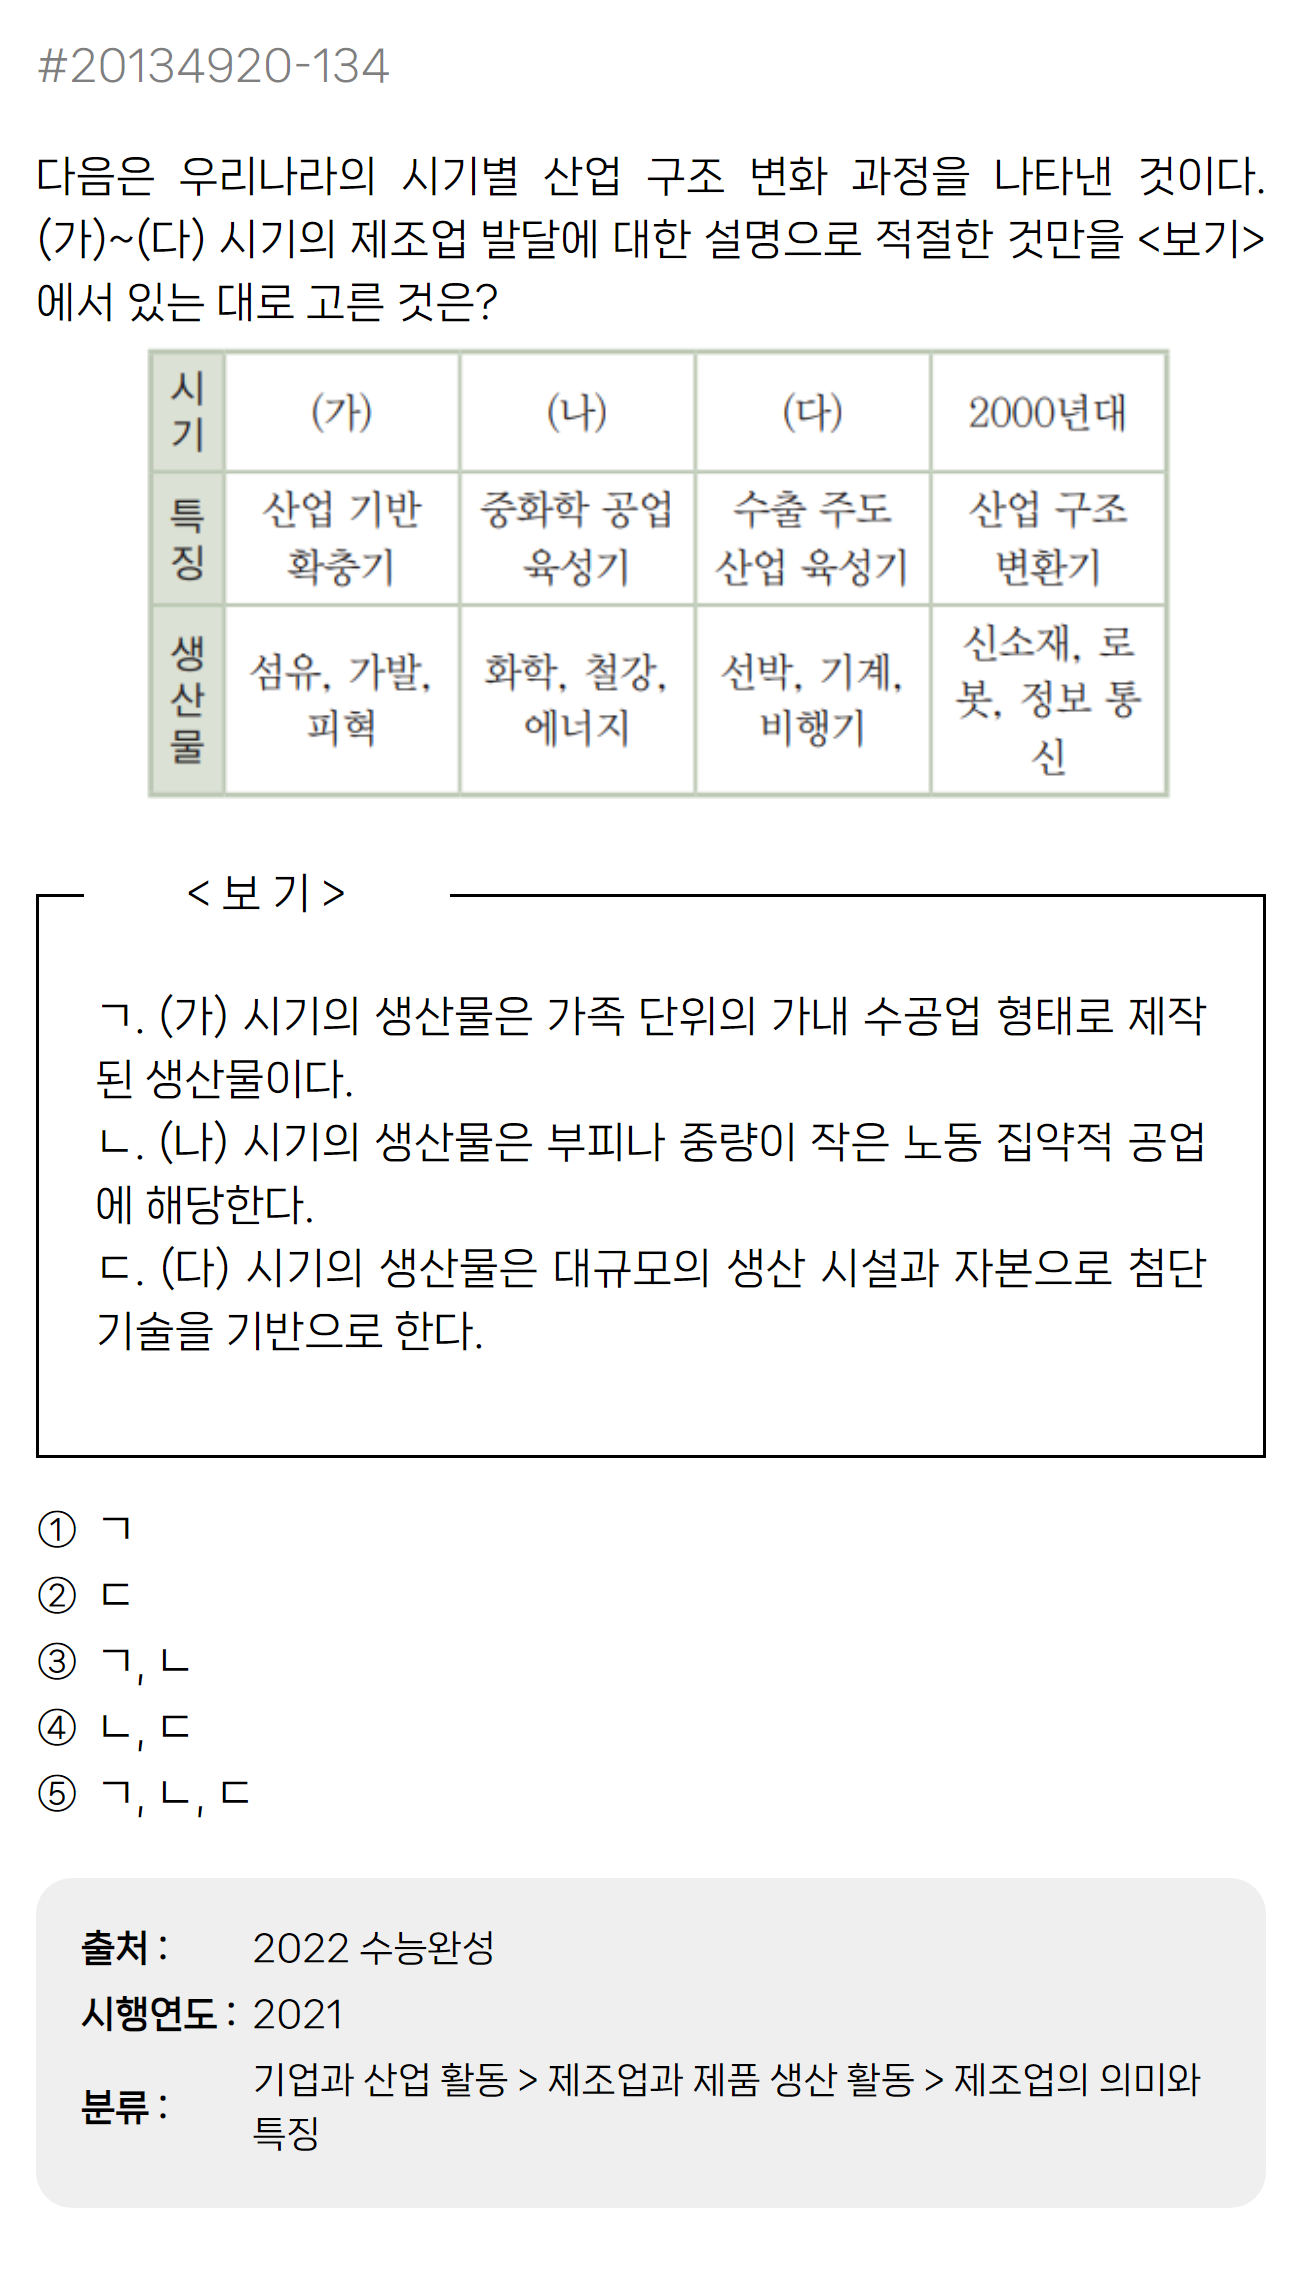 #20134920-134
다음은 우리나라의 시기별 산업 구조 변화 과정을 나타낸 것이다.
(가)~(다) 시기의 제조업 발달에 대한 설명으로 적절한 것만을 <보기>
에서 있는 대로 고른 것은?
시기 (가) (나) (다) 2000년대
특징 산업 기반 확충기 중화학 공업 육성기 수출 주도 산업 육성기 산업 구조 변환기
생산물 섬유, 가발, 피혁 화학, 철강, 에너지 선박, 기계, 비행기 신소재, 로봇, 정보 통신
< 보 기 >
ㄱ. (가) 시기의 생산물은 가족 단위의 가내 수공업 형태로 제작
된 생산물이다.
ㄴ. (나) 시기의 생산물은 부피나 중량이 작은 노동 집약적 공업
에 해당한다.
ㄷ. (다) 시기의 생산물은 대규모의 생산 시설과 자본으로 첨단
기술을 기반으로 한다.
① ㄱ
② ㄷ
③ ㄱ, ㄴ
④ ㄴ, ㄷ
⑤ ㄱ, ㄴ, ㄷ
출처 : 2022 수능완성
시행연도 : 2021
분류 : 기업과 산업 활동 > 제조업과 제품 생산 활동 > 제조업의 의미와
특징